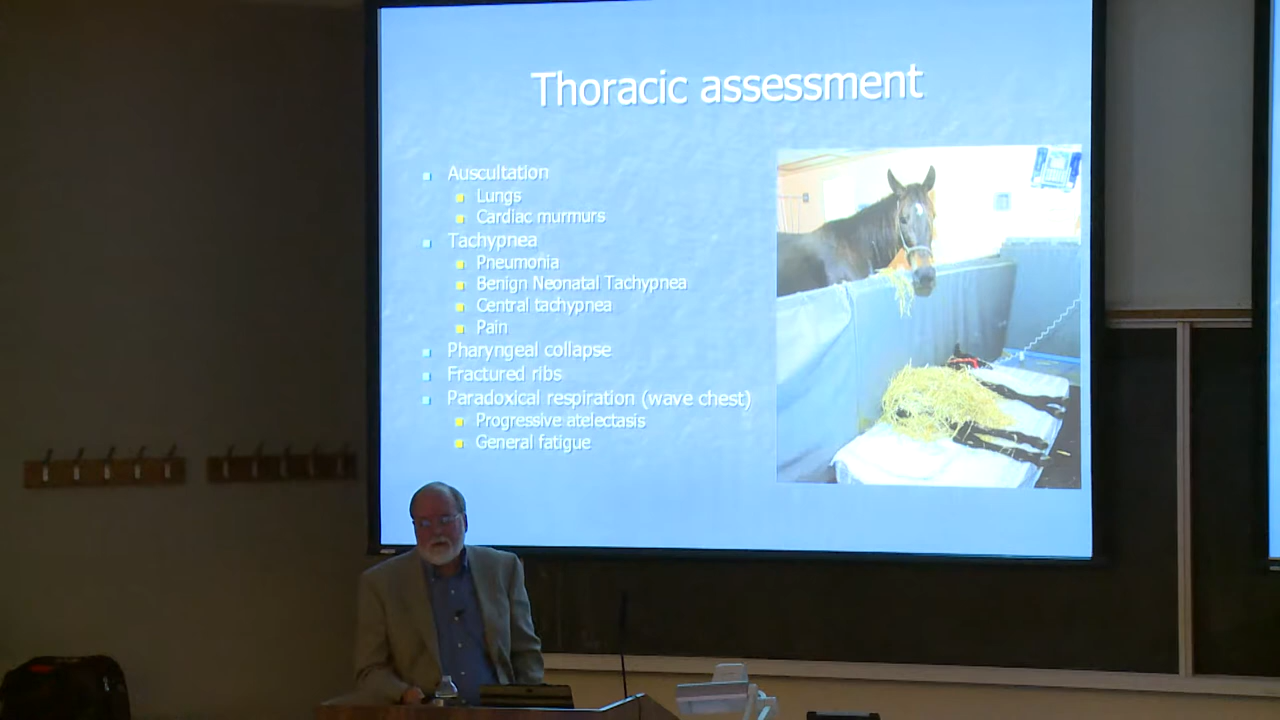 Thoracic assessment
Auscultation
Lungs
Cardiac murmurs
Tachypnea
Pneumonia
Benign Neonatal Tachypnea
Central tachypnea
Pain
Pharyngeal collapse
Fractured ribs
Paradoxical respiration (wave chest)
Progressive atelectasis
General fatigue